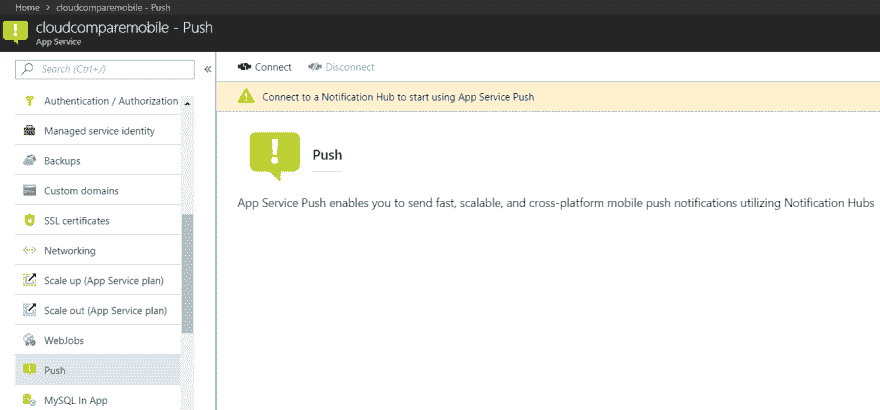 Home > cloudcomparemobile - Push
cloudcomparemobile - Push
App Service
Search (Ctrl+/)
«
Connect
Disconnect
Connect to a Notification Hub to start using App Service Push
Authentication / Authorization
Managed service identity
Backups
Custom domains
SSL certificates
Networking
Scale up (App Service plan)
Scale out (App Service plan)
WebJobs
Push
MySQL In App
Push
App Service Push enables you to send fast, scalable, and cross-platform mobile push notifications utilizing Notification Hubs